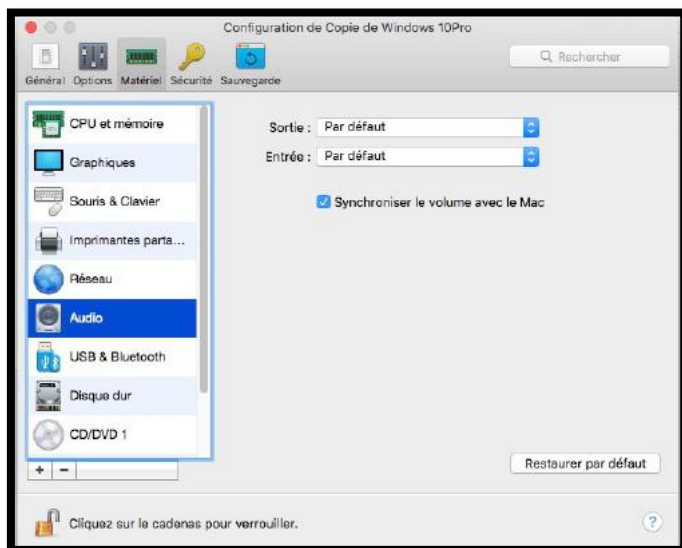 Configuration de Copie de Windows 10Pro
Général Options Matériel Sécurité Sauvegarde
Rechercher
CPU et mémoire
Graphiques
Souris & Clavier
Imprimantes parta...
Réseau
Audio
USB & Bluetooth
Disque dur
CD/DVD 1
+ −
Sortie : Par défaut
Entrée : Par défaut
Synchroniser le volume avec le Mac
Restaurer par défaut
Cliquez sur le cadenas pour verrouiller.
?